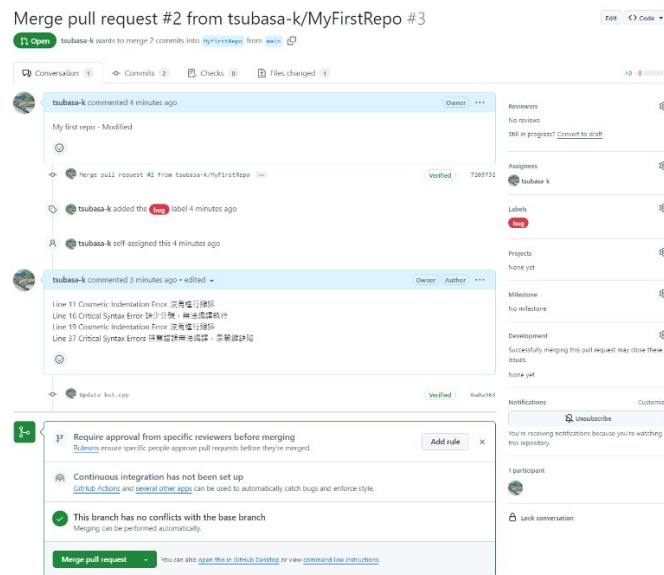 Merge pull request #2 from tsubasa-k/MyFirstRepo #3
Edit
Code
Open
tsubasa-k wants to merge 2 commits into MyFirstRepo from main
Conversation 1
Commits 2
Checks 0
Files changed 1
+0 -0
tsubasa-k commented 4 minutes ago
Owner
My first repo - Modified
Merge pull request #2 from tsubasa-k/MyFirstRepo
Verified
tsubasa-k added the bug label 4 minutes ago
tsubasa-k self-assigned this 4 minutes ago
tsubasa-k commented 3 minutes ago • edited
Owner
Author
Line 11 Cosmetic Indentation Error 沒有進行縮排
Line 16 Critical Syntax Error 缺少分號，無法編譯執行
Line 19 Cosmetic Indentation Error 沒有進行縮排
Line 37 Critical Syntax Errors 拼寫錯誤無法編譯
Verified
Require approval from specific reviewers before merging
Rulesets ensure specific people approve pull requests before they're merged.
Add rule
Continuous integration has not been set up
GitHub Actions and several other apps can be used to automatically catch bugs and enforce style.
This branch has no conflicts with the base branch
Merging can be performed automatically.
Merge pull request
You can also open this in GitHub Desktop or view command line instructions.
Reviewers
No reviews
Still in progress? Convert to draft
Assignees
tsubasa-k
Labels
bug
Projects
None yet
Milestone
No milestone
Development
Successfully merging this pull request may close these
issues.
None yet
Notifications
Customize
Unsubscribe
You're receiving notifications because you're watching
this repository.
1 participant
Lock conversation